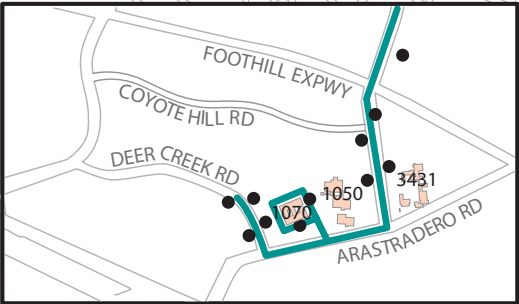 FOOTHILL EXPWY
COYOTE HILL RD
DEER CREEK RD
1050
3431
1070
ARASTRADERO RD